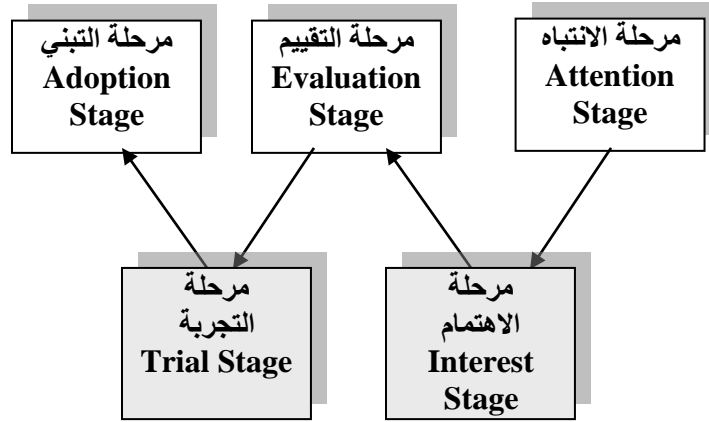 مرحلة الانتباه
Attention
Stage
مرحلة التقييم
Evaluation
Stage
مرحلة التبني
Adoption
Stage
مرحلة
الاهتمام
Interest
Stage
مرحلة
التجربة
Trial Stage